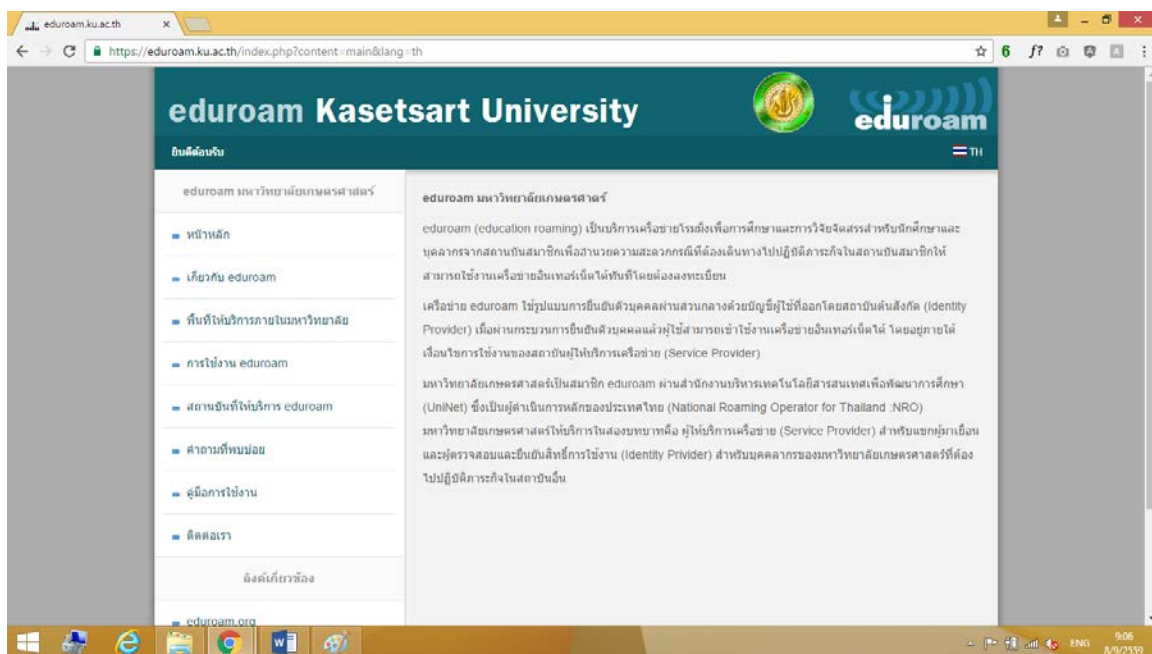 eduroam.ku.ac.th
https://eduroam.ku.ac.th/index.php?content=main&lang=th
eduroam Kasetsart University
eduroam
ยินดีต้อนรับ
TH
eduroam มหาวิทยาลัยเกษตรศาสตร์
หน้าหลัก
เกี่ยวกับ eduroam
พื้นที่ให้บริการภายในมหาวิทยาลัย
การใช้งาน eduroam
สถาบันที่ให้บริการ eduroam
คำถามที่พบบ่อย
คู่มือการใช้งาน
ติดต่อเรา
ลิงค์เกี่ยวข้อง
eduroam.org
eduroam มหาวิทยาลัยเกษตรศาตร์
eduroam (education roaming) เป็นบริการเครือข่ายโรมมิ่งเพื่อการศึกษาและการวิจัยจัดสรรสำหรับนักศึกษาและ
บุคลากรจากสถาบันสมาชิกเพื่ออำนวยความสะดวกกรณีที่ต้องเดินทางไปปฏิบัติภาระกิจในสถาบันสมาชิกให้
สามารถใช้งานเครือข่ายอินเทอร์เน็ตได้ทันทีโดยต้องลงทะเบียน
เครือข่าย eduroam ใช้รูปแบบการยืนยันตัวบุคคลผ่านส่วนกลางด้วยบัญชีผู้ใช้ที่ออกโดยสถาบันต้นสังกัด (Identity
Provider) เมื่อผ่านกระบวนการยืนยันตัวบุคคลแล้วผู้ใช้สามารถเข้าใช้งานเครือข่ายอินเทอร์เน็ตได้ โดยอยู่ภายใต้
เงื่อนไขการใช้งานของสถาบันผู้ให้บริการเครือข่าย (Service Provider)
มหาวิทยาลัยเกษตรศาสตร์เป็นสมาชิก eduroam ผ่านสำนักงานบริหารเทคโนโลยีสารสนเทศเพื่อพัฒนาการศึกษา
(UniNet) ซึ่งเป็นผู้ดำเนินการหลักของประเทศไทย (National Roaming Operator for Thailand :NRO)
มหาวิทยาลัยเกษตรศาสตร์ให้บริการในสองบทบาทคือ ผู้ให้บริการเครือข่าย (Service Provider) สำหรับแขกผู้มาเยือน
และผู้ตรวจสอบและยืนยันสิทธิ์การใช้งาน (Identity Privider) สำหรับบุคคลากรของมหาวิทยาลัยเกษตรศาสตร์ที่ต้อง
ไปปฏิบัติภาระกิจในสถาบันอื่น
ENG
9:06
8/9/2559